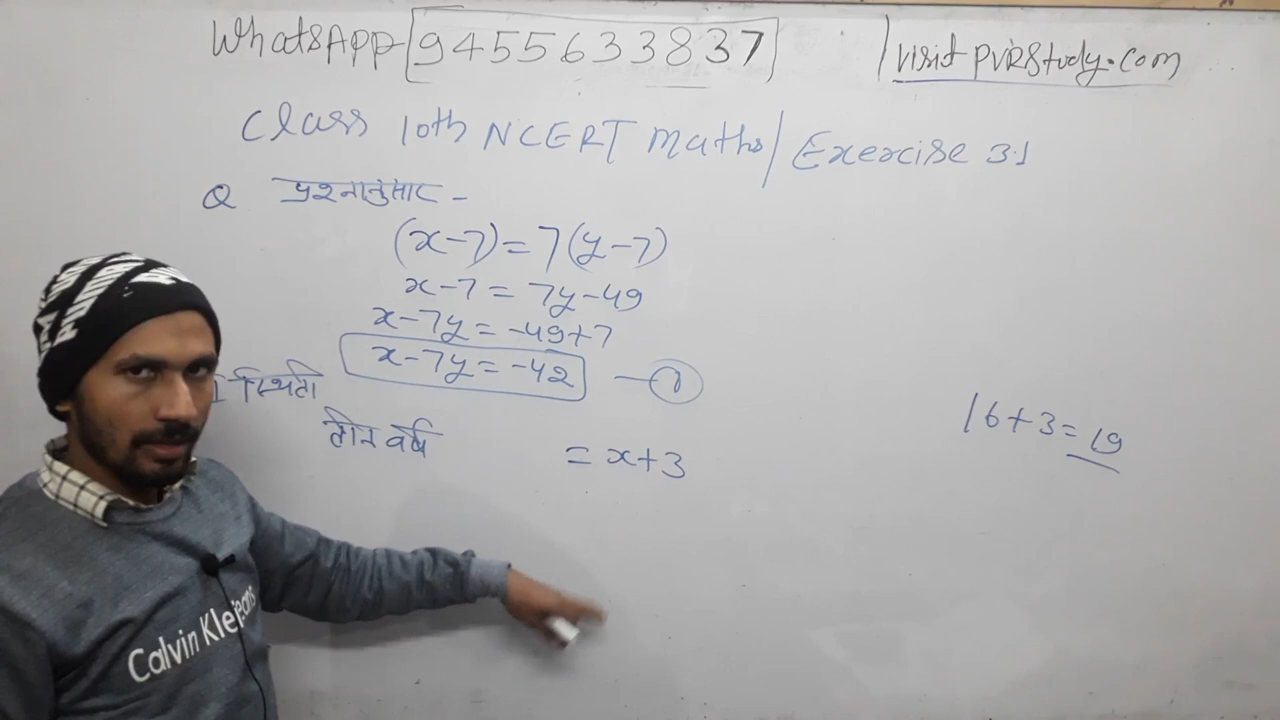 WhatsApp 9455633837
visit PVRStudy.com
Class 10th NCERT Maths / Exercise 3.1
Q प्रश्नानुसार -
(x-7) = 7(y-7)
x-7 = 7y-49
x-7y = -49+7
x-7y = -42 — 1
I स्थिती
तीन वर्ष = x+3
16+3 = 19
Calvin Klein Jeans